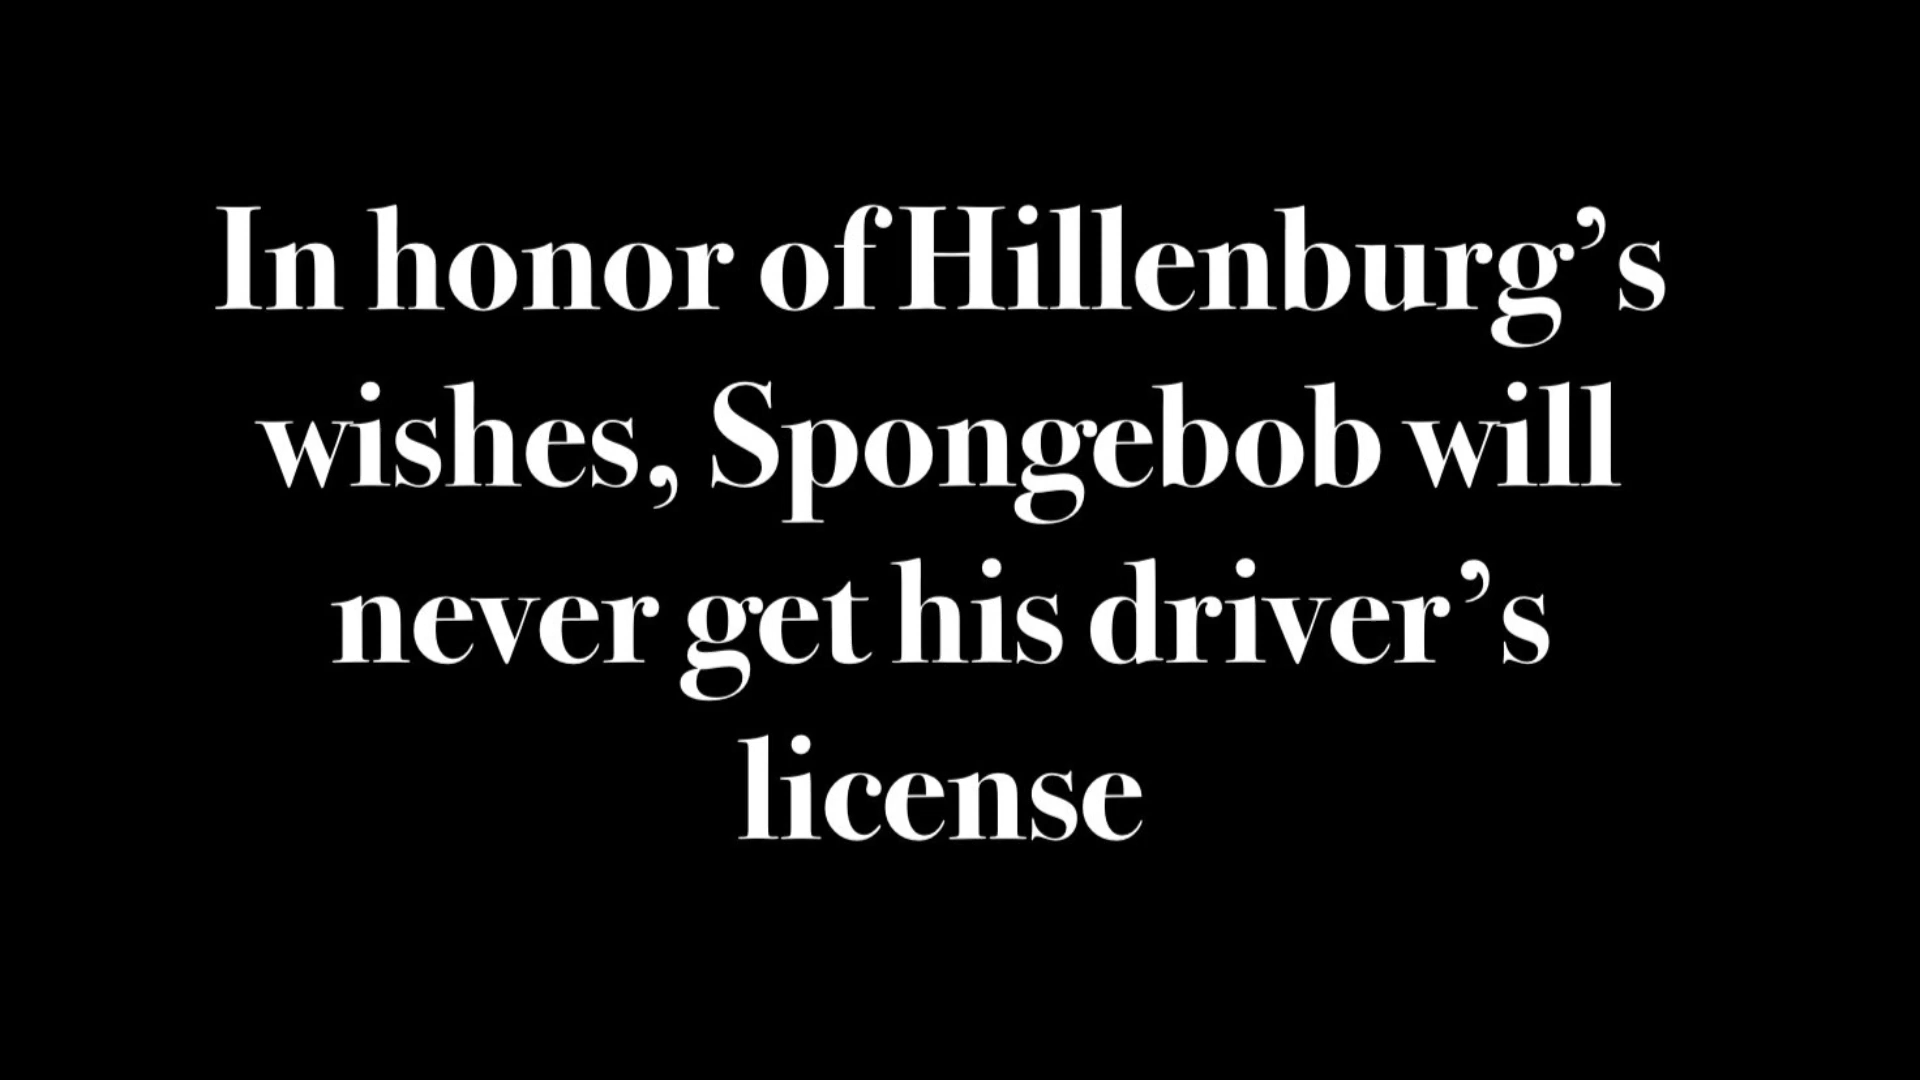 In honor of Hillenburg’s
wishes, Spongebob will
never get his driver’s
license